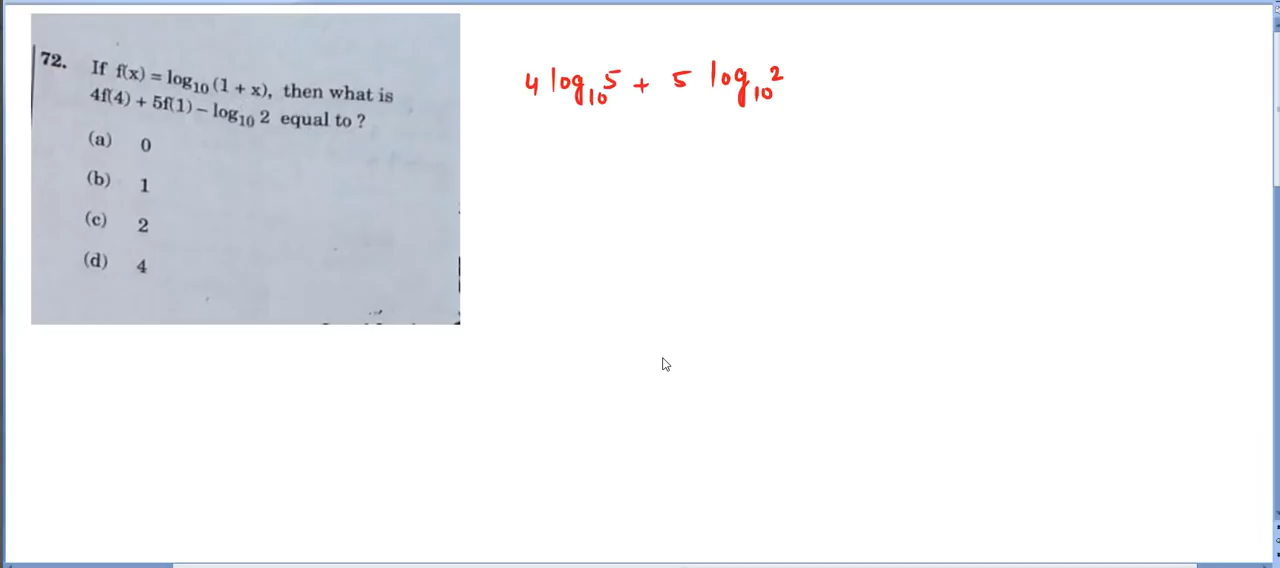 72. If f(x) = log₁₀ (1 + x), then what is
4f(4) + 5f(1) – log₁₀ 2 equal to ?
(a) 0
(b) 1
(c) 2
(d) 4
4 log₁₀ 5 + 5 log₁₀ 2